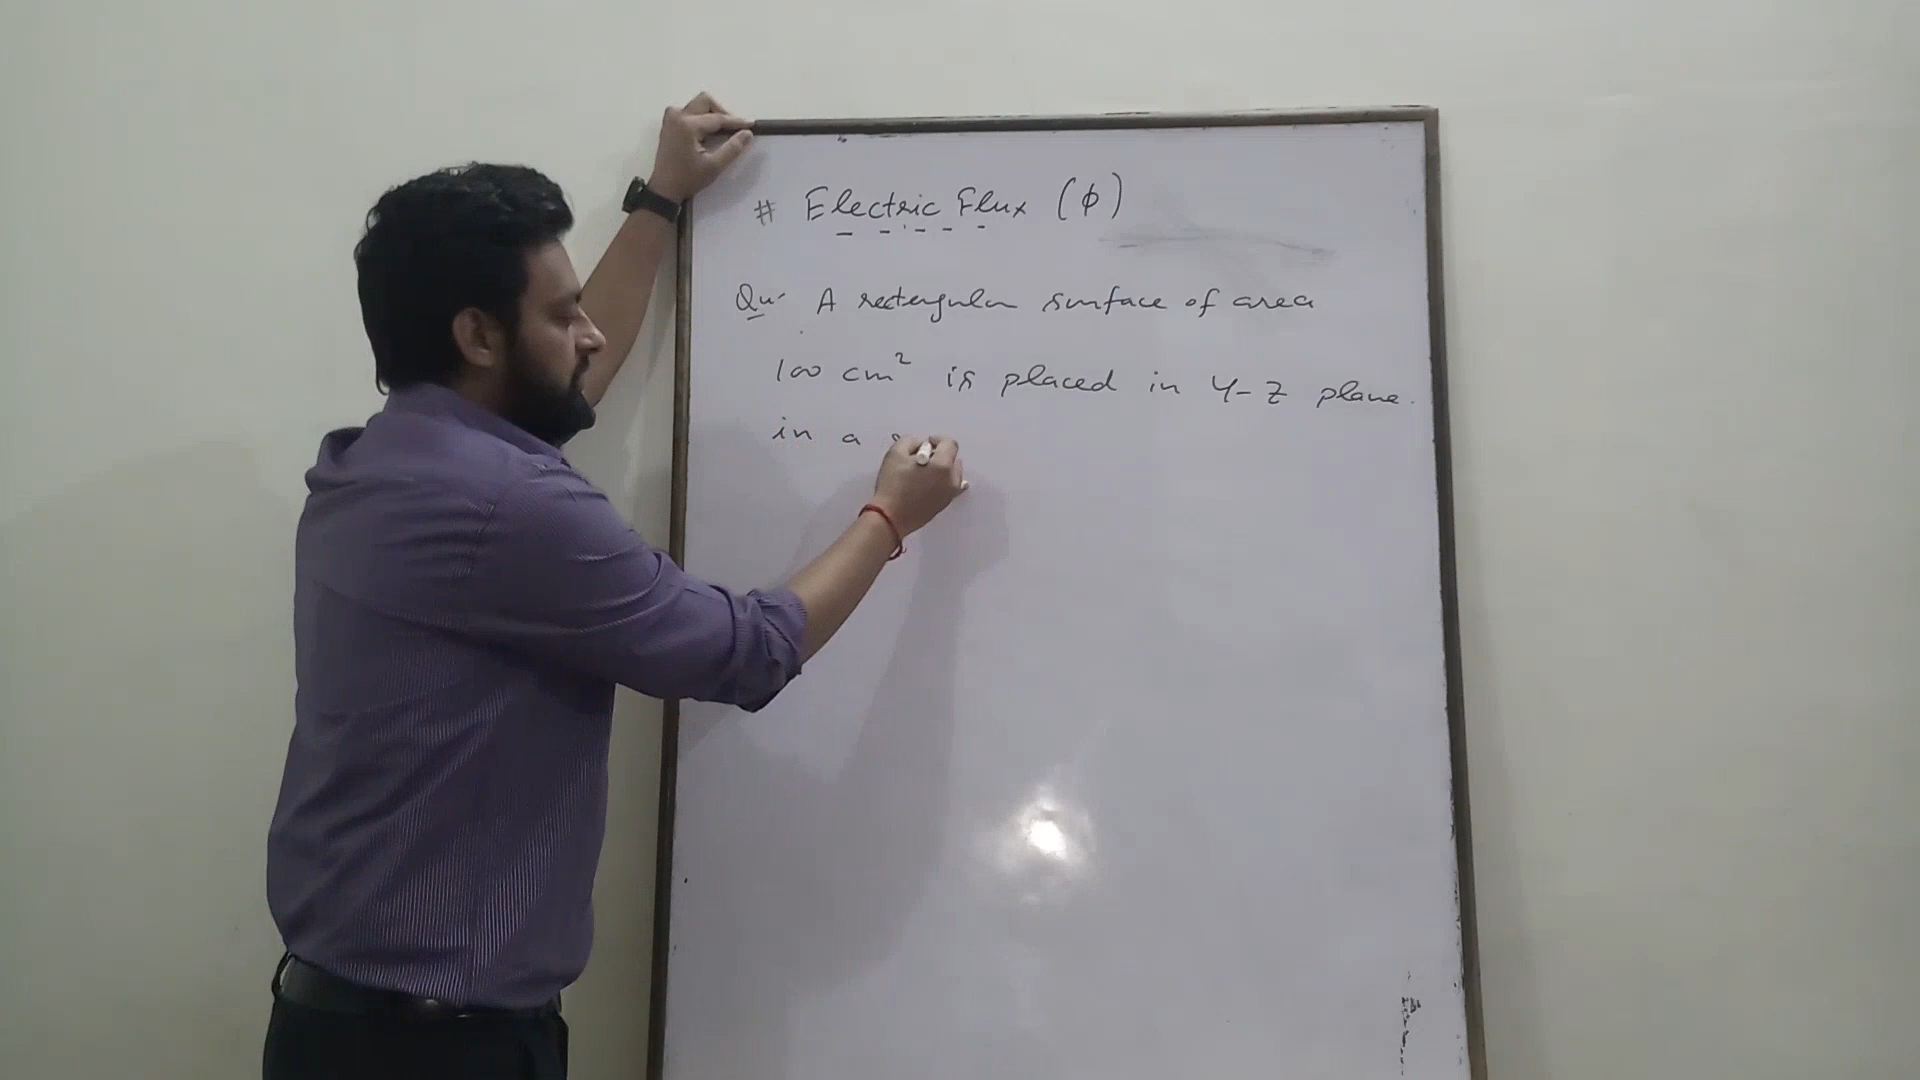 # Electric Flux (ϕ)
Qu- A rectangular surface of area
100 cm² is placed in Y-Z plane.
in a